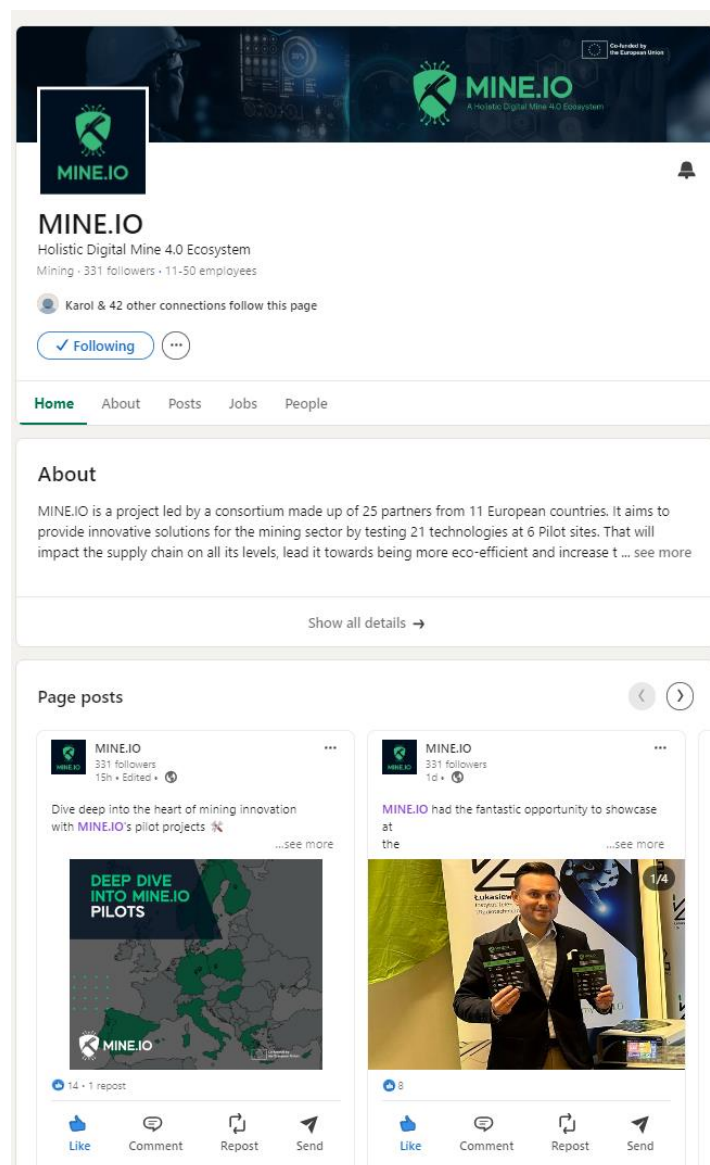 Co-funded by
the European Union
MINE.IO
A Holistic Digital Mine 4.0 Ecosystem
MINE.IO
MINE.IO
Holistic Digital Mine 4.0 Ecosystem
Mining · 331 followers · 11-50 employees
Karol & 42 other connections follow this page
✓ Following
Home About Posts Jobs People
About
MINE.IO is a project led by a consortium made up of 25 partners from 11 European countries. It aims to
provide innovative solutions for the mining sector by testing 21 technologies at 6 Pilot sites. That will
impact the supply chain on all its levels, lead it towards being more eco-efficient and increase t ... see more
Show all details →
Page posts
MINE.IO
MINE.IO
331 followers
15h • Edited •
Dive deep into the heart of mining innovation
with MINE.IO's pilot projects
...see more
DEEP DIVE
INTO MINE.IO
PILOTS
MINE.IO
14 • 1 repost
Like Comment Repost Send
MINE.IO
MINE.IO
331 followers
1d •
MINE.IO had the fantastic opportunity to showcase
at
the
...see more
1/4
MINE.IO
8
Like Comment Repost Send